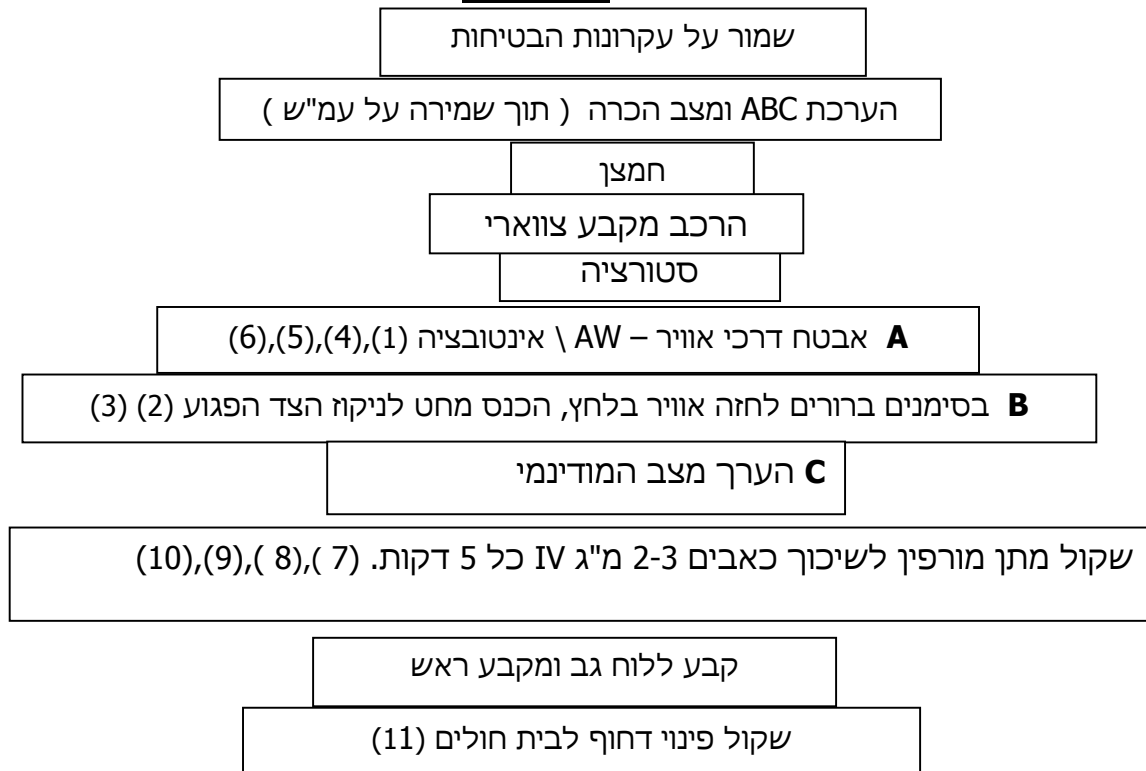 שמור על עקרונות הבטיחות
הערכת ABC ומצב הכרה ( תוך שמירה על עמ"ש )
חמצן
הרכב מקבע צווארי
סטורציה
A אבטח דרכי אוויר – AW \ אינטובציה (1),(4),(5),(6)
B בסימנים ברורים לחזה אוויר בלחץ, הכנס מחט לניקוז הצד הפגוע (2) (3)
C הערך מצב המודינמי
שקול מתן מורפין לשיכוך כאבים 2-3 מ"ג IV כל 5 דקות. (7 ),(8 ),(9),(10)
קבע ללוח גב ומקבע ראש
שקול פינוי דחוף לבית חולים (11)